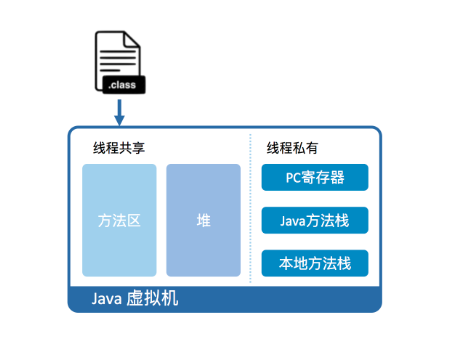 .class
线程共享
线程私有
方法区
堆
PC寄存器
Java方法栈
本地方法栈
Java 虚拟机